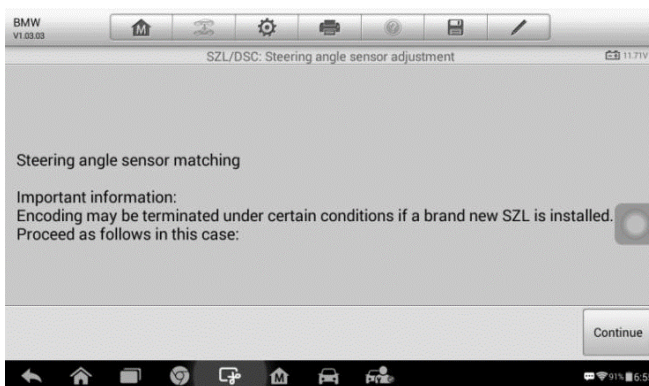 BMW
V1.03.03
SZL/DSC: Steering angle sensor adjustment
11.71V
Steering angle sensor matching
Important information:
Encoding may be terminated under certain conditions if a brand new SZL is installed.
Proceed as follows in this case:
Continue
91%